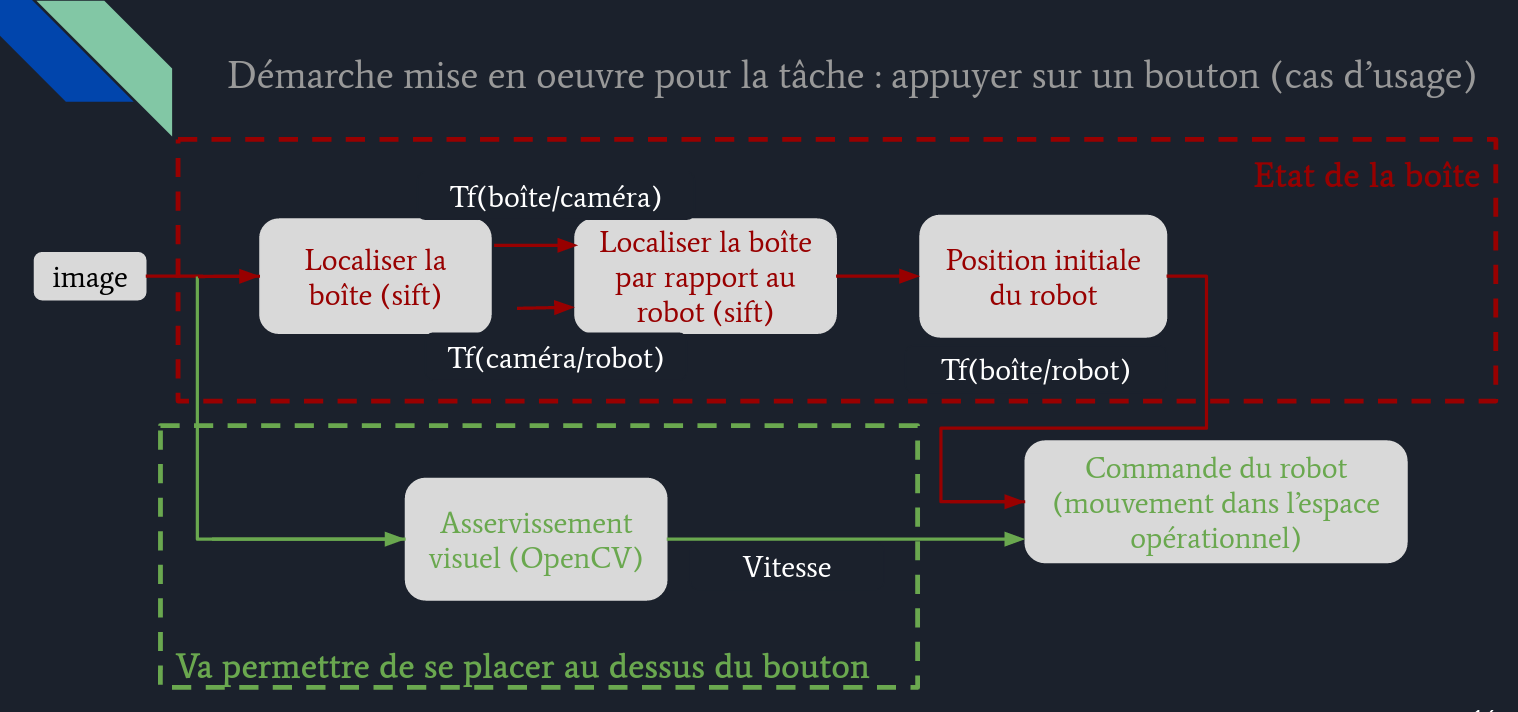 Démarche mise en oeuvre pour la tâche : appuyer sur un bouton (cas d’usage)
Etat de la boîte
Tf(boîte/caméra)
image
Localiser la
boîte (sift)
Localiser la boîte
par rapport au
robot (sift)
Position initiale
du robot
Tf(caméra/robot)
Tf(boîte/robot)
Asservissement
visuel (OpenCV)
Vitesse
Commande du robot
(mouvement dans l’espace
opérationnel)
Va permettre de se placer au dessus du bouton